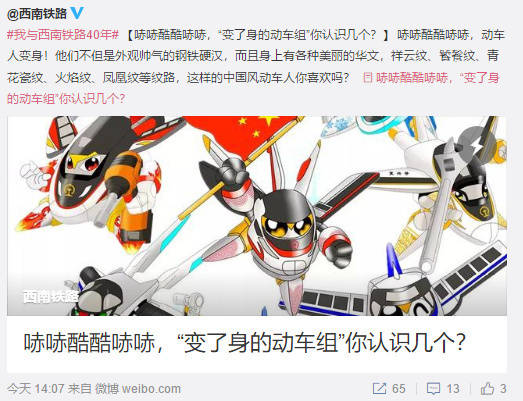 @西南铁路
#我与西南铁路40年# 【哧哧酷酷哧哧，“变了身的动车组”你认识几个？】 哧哧酷酷哧哧，动车
人变身！他们不但是外观帅气的钢铁硬汉，而且身上有各种美丽的华文，祥云纹、饕餮纹、青
花瓷纹、火焰纹、凤凰纹等纹路，这样的中国风动车人你喜欢吗？ 哧哧酷酷哧哧，“变了身
的动车组”你认识几个？
西南铁路
哧哧酷酷哧哧，“变了身的动车组”你认识几个？
今天 14:07 来自 微博 weibo.com 65 13 3